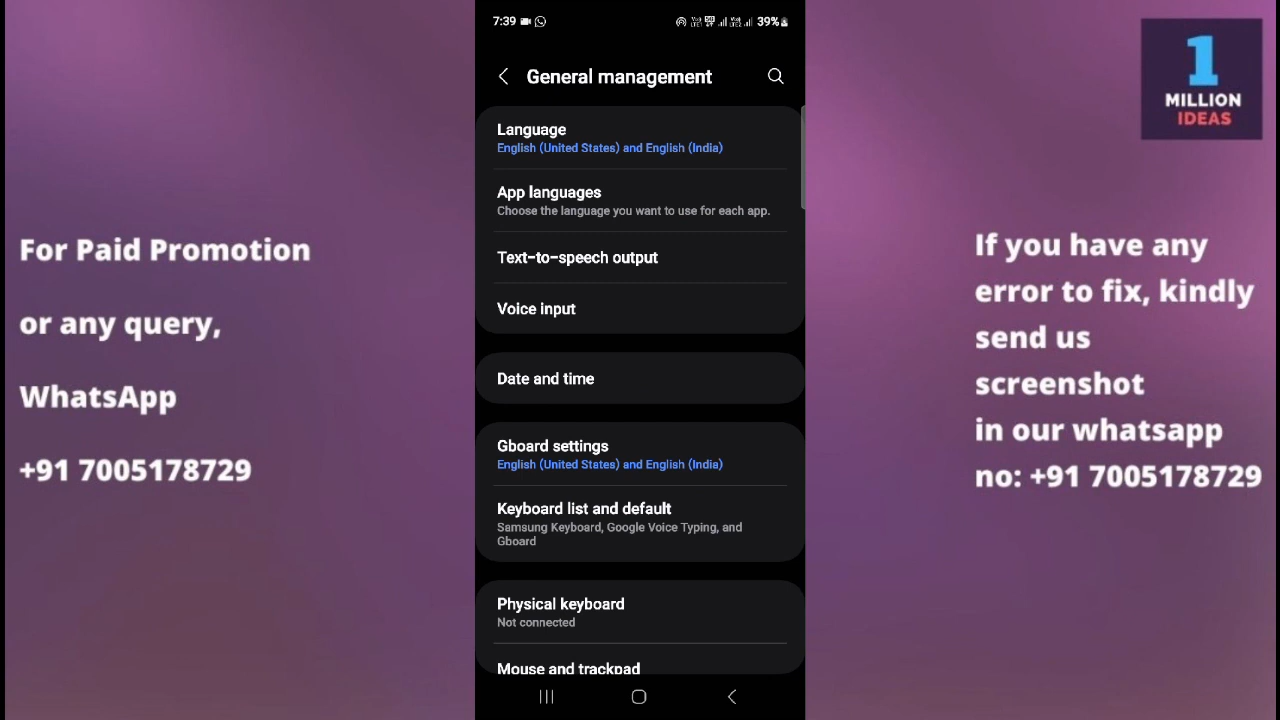 7:39
39%
General management
Language
English (United States) and English (India)
App languages
Choose the language you want to use for each app.
Text-to-speech output
Voice input
Date and time
Gboard settings
English (United States) and English (India)
Keyboard list and default
Samsung Keyboard, Google Voice Typing, and
Gboard
Physical keyboard
Not connected
Mouse and trackpad
For Paid Promotion
or any query,
WhatsApp
+91 7005178729
1
MILLION
IDEAS
If you have any
error to fix, kindly
send us
screenshot
in our whatsapp
no: +91 7005178729